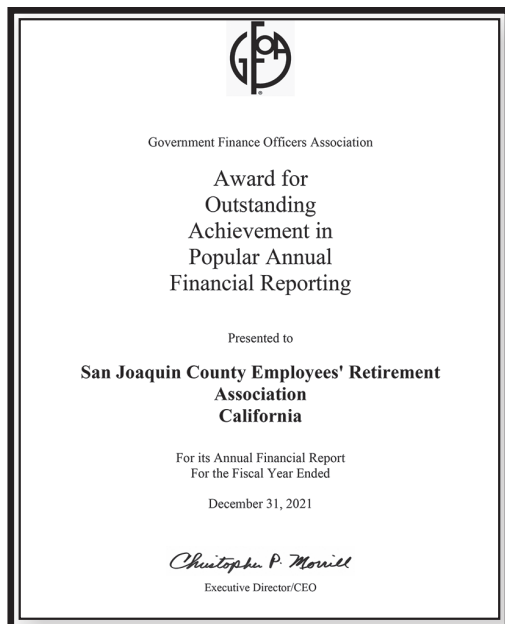 GFOA
Government Finance Officers Association
Award for
Outstanding
Achievement in
Popular Annual
Financial Reporting
Presented to
San Joaquin County Employees' Retirement
Association
California
For its Annual Financial Report
For the Fiscal Year Ended
December 31, 2021
Christopher P. Morrill
Executive Director/CEO